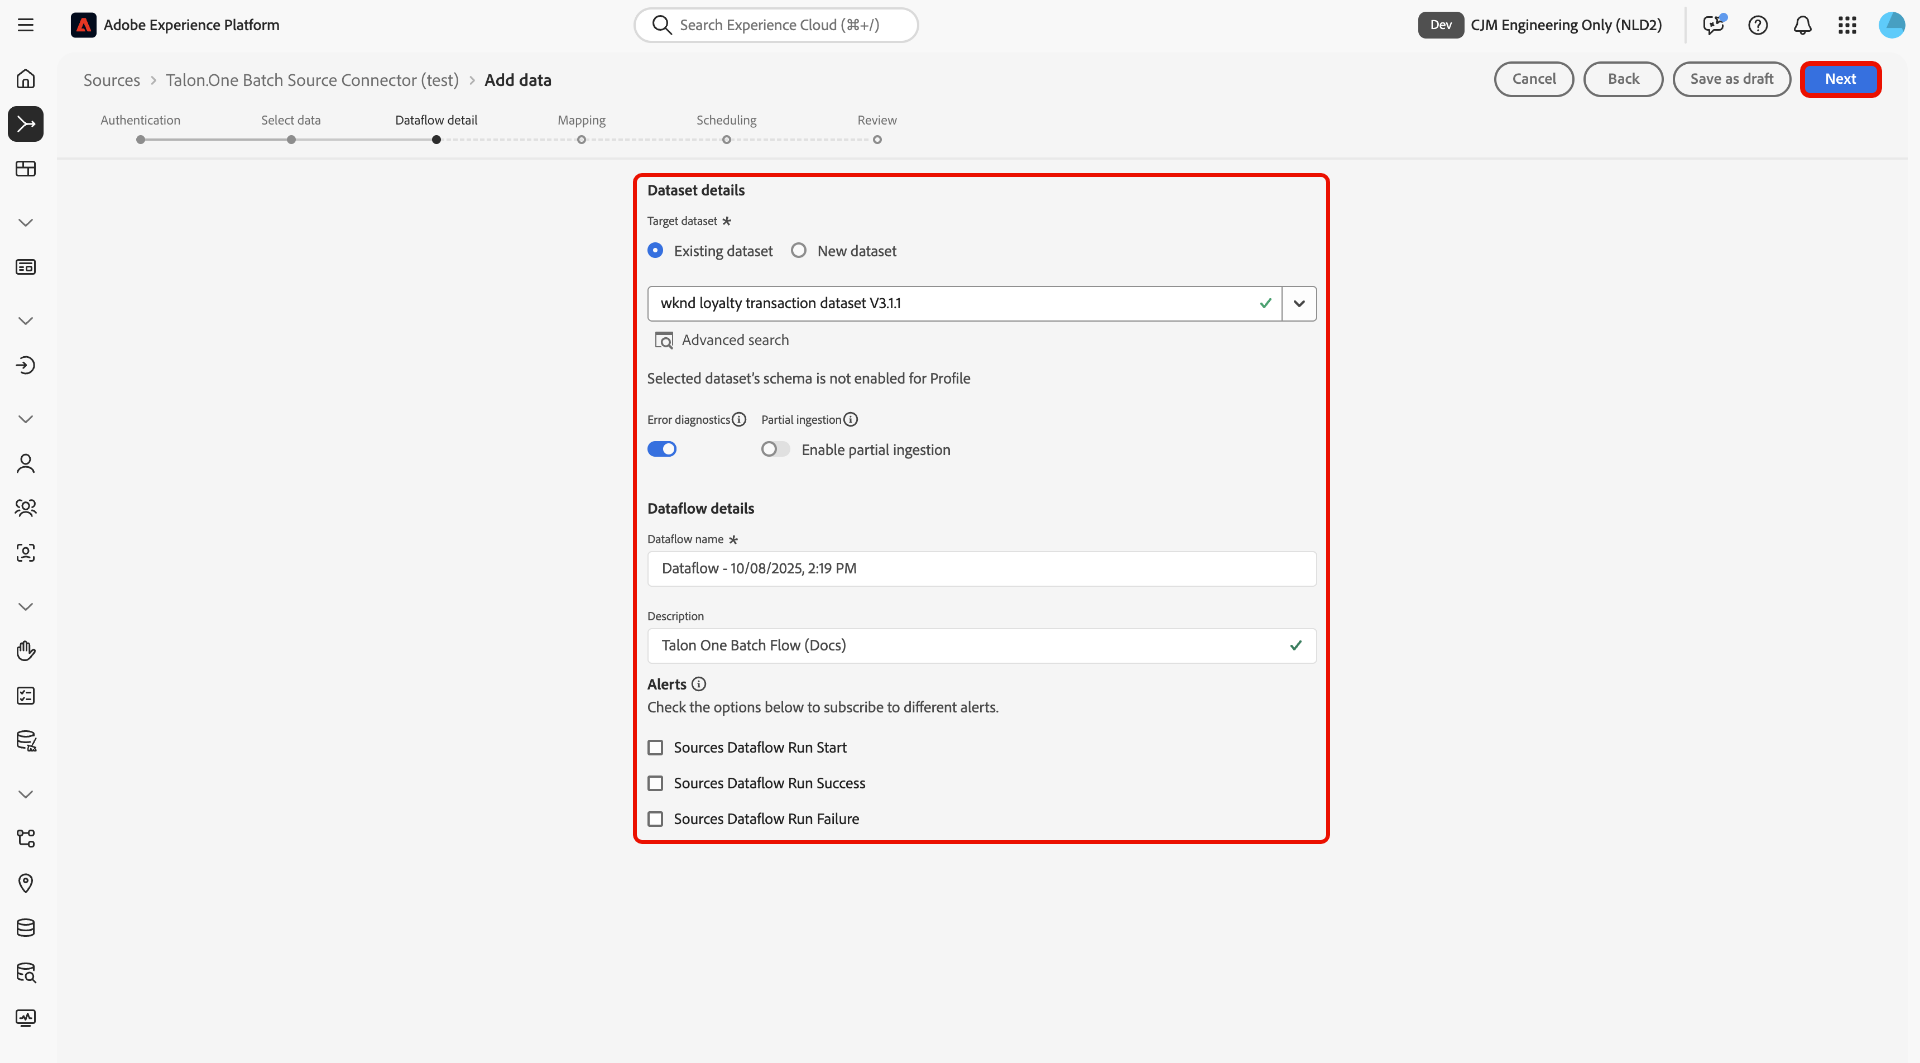 Adobe Experience Platform
Search Experience Cloud (⌘+/)
Dev CJM Engineering Only (NLD2)
Sources > Talon.One Batch Source Connector (test) > Add data
Cancel
Back
Save as draft
Next
Authentication
Select data
Dataflow detail
Mapping
Scheduling
Review
Dataset details
Target dataset *
Existing dataset
New dataset
wknd loyalty transaction dataset V3.1.1
Advanced search
Selected dataset's schema is not enabled for Profile
Error diagnostics
Partial ingestion
Enable partial ingestion
Dataflow details
Dataflow name *
Dataflow - 10/08/2025, 2:19 PM
Description
Talon One Batch Flow (Docs)
Alerts
Check the options below to subscribe to different alerts.
Sources Dataflow Run Start
Sources Dataflow Run Success
Sources Dataflow Run Failure